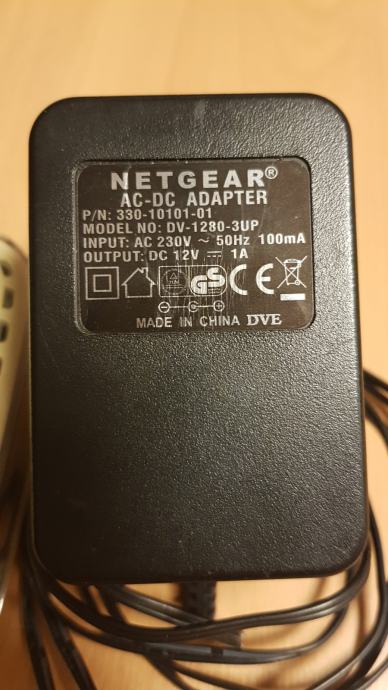 NETGEAR®
AC-DC ADAPTER
P/N: 330-10101-01
MODEL NO: DV-1280-3UP
INPUT: AC 230V ~ 50Hz 100mA
OUTPUT: DC 12V ⎓ 1A
GS CE
MADE IN CHINA DVE